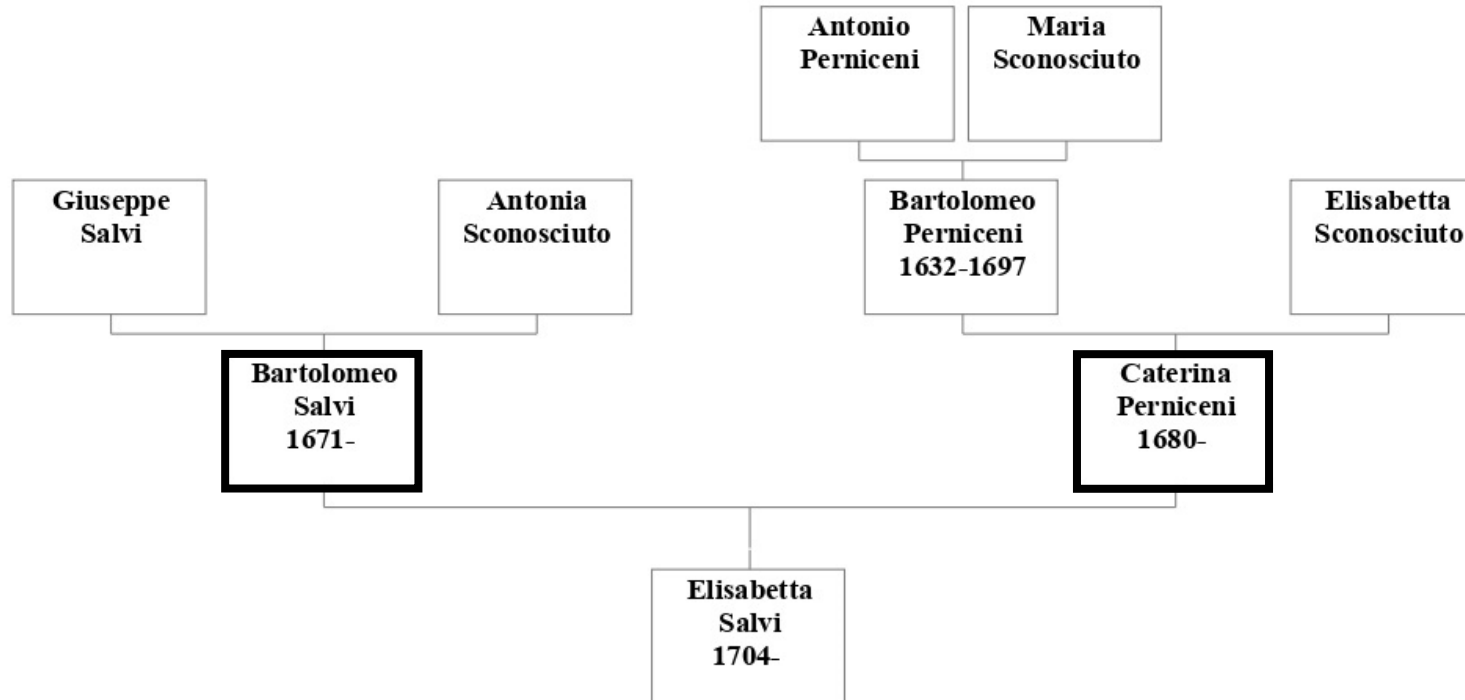 Antonio
Perniceni
Maria
Sconosciuto
Giuseppe
Salvi
Antonia
Sconosciuto
Bartolomeo
Perniceni
1632-1697
Elisabetta
Sconosciuto
Bartolomeo
Salvi
1671-
Caterina
Perniceni
1680-
Elisabetta
Salvi
1704-